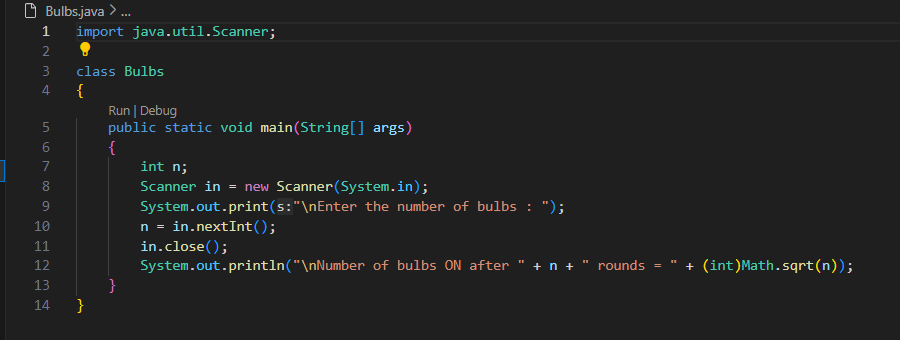 Bulbs.java > ...
1 import java.util.Scanner;
2
3 class Bulbs
4 {
Run | Debug
5 public static void main(String[] args)
6 {
7 int n;
8 Scanner in = new Scanner(System.in);
9 System.out.print(s:"\nEnter the number of bulbs : ");
10 n = in.nextInt();
11 in.close();
12 System.out.println("\nNumber of bulbs ON after " + n + " rounds = " + (int)Math.sqrt(n));
13 }
14 }